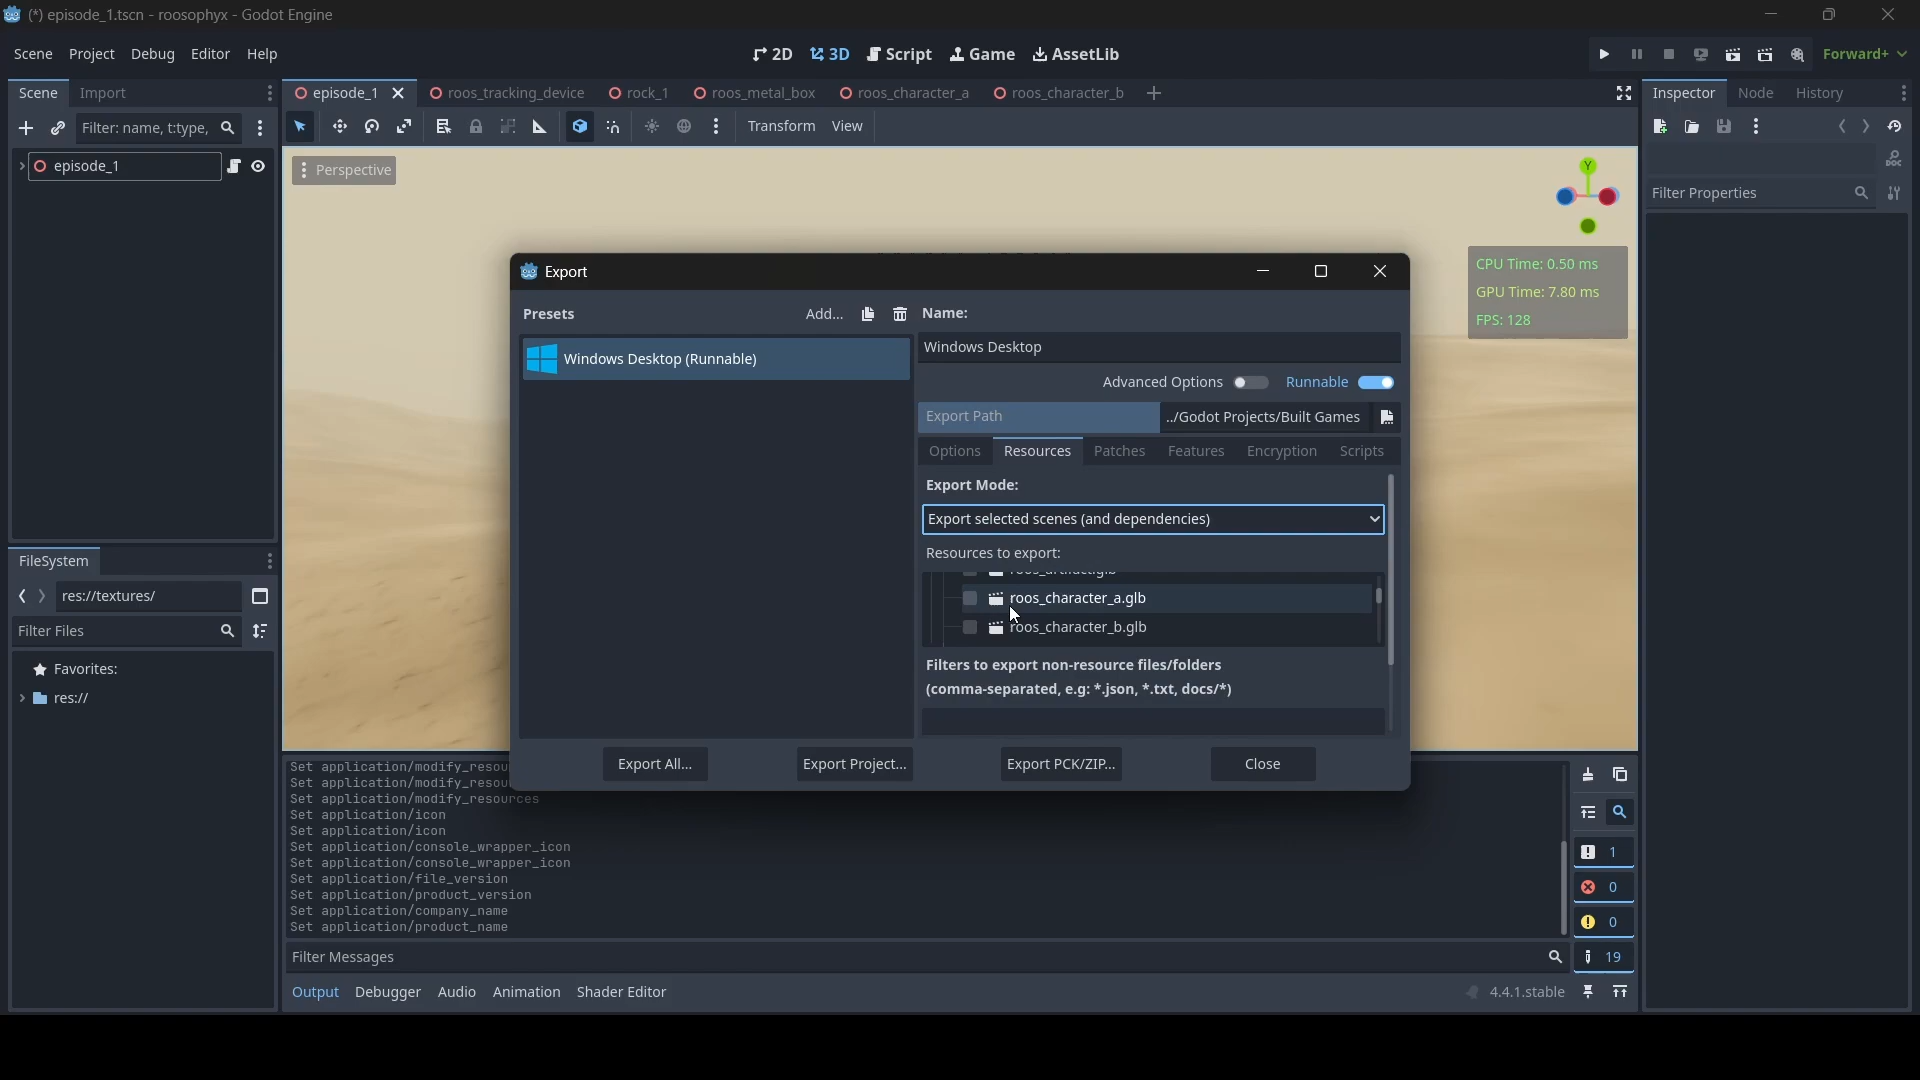 (*) episode_1.tscn - roosophyx - Godot Engine
Scene Project Debug Editor Help
2D 3D Script Game AssetLib
Forward+
Scene Import
episode_1 roos_tracking_device rock_1 roos_metal_box roos_character_a roos_character_b
Inspector Node History
Filter: name, t:type,
Transform View
episode_1
Perspective
Y
Filter Properties
CPU Time: 0.50 ms
GPU Time: 7.80 ms
FPS: 128
Export
Presets Add...
Name:
Windows Desktop (Runnable)
Windows Desktop
Advanced Options Runnable
Export Path ../Godot Projects/Built Games
Options Resources Patches Features Encryption Scripts
Export Mode:
Export selected scenes (and dependencies)
Resources to export:
roos_artifact.glb
roos_character_a.glb
roos_character_b.glb
Filters to export non-resource files/folders
(comma-separated, e.g: *.json, *.txt, docs/*)
Export All... Export Project... Export PCK/ZIP... Close
FileSystem
res://textures/
Filter Files
Favorites:
res://
Set application/modify_resou
Set application/modify_resou
Set application/modify_resources
Set application/icon
Set application/icon
Set application/console_wrapper_icon
Set application/console_wrapper_icon
Set application/file_version
Set application/product_version
Set application/company_name
Set application/product_name
1
0
0
19
Filter Messages
Output Debugger Audio Animation Shader Editor
4.4.1.stable